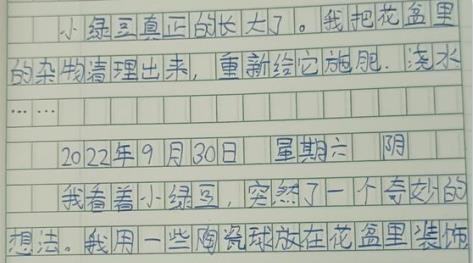 小绿豆真正的长大了。我把花盆里
的杂物清理出来，重新给它施肥．浇水
……
2022年9月30日 星期六 阴
我看着小绿豆，突然了一个奇妙的
想法。我用一些陶瓷球放在花盆里装饰